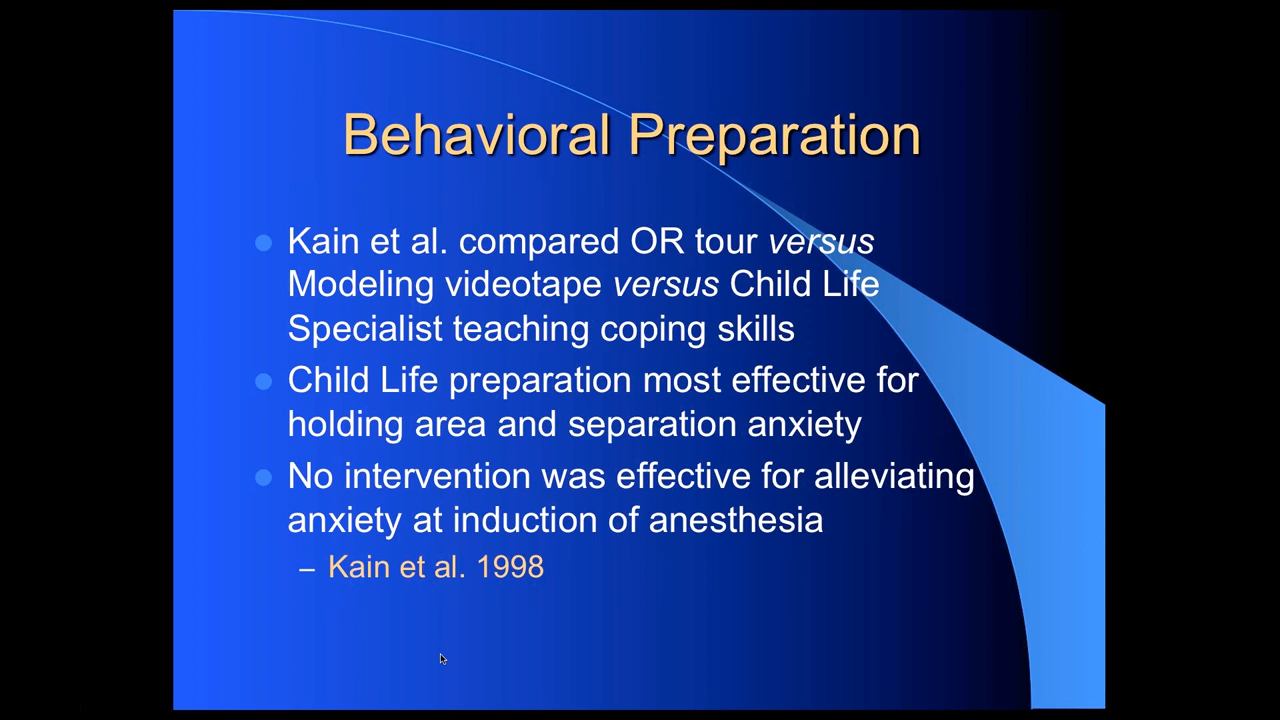 Behavioral Preparation
Kain et al. compared OR tour versus
Modeling videotape versus Child Life
Specialist teaching coping skills
Child Life preparation most effective for
holding area and separation anxiety
No intervention was effective for alleviating
anxiety at induction of anesthesia
– Kain et al. 1998